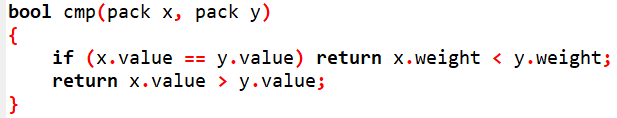 bool cmp(pack x, pack y)
{
    if (x.value == y.value) return x.weight < y.weight;
    return x.value > y.value;
}